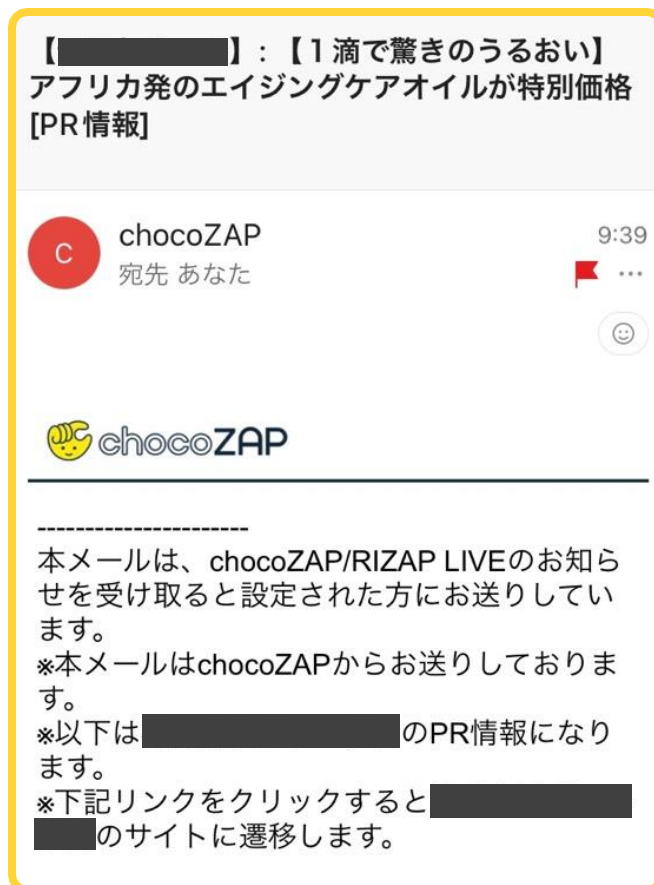 【】:【1滴で驚きのうるおい】
アフリカ発のエイジングケアオイルが特別価格
[PR情報]
C
chocoZAP
9:39
宛先 あなた
chocoZAP
----------------------
本メールは、chocoZAP/RIZAP LIVEのお知ら
せを受け取ると設定された方にお送りしてい
ます。
※本メールはchocoZAPからお送りしておりま
す。
※以下はのPR情報になり
ます。
※下記リンクをクリックすると
のサイトに遷移します。